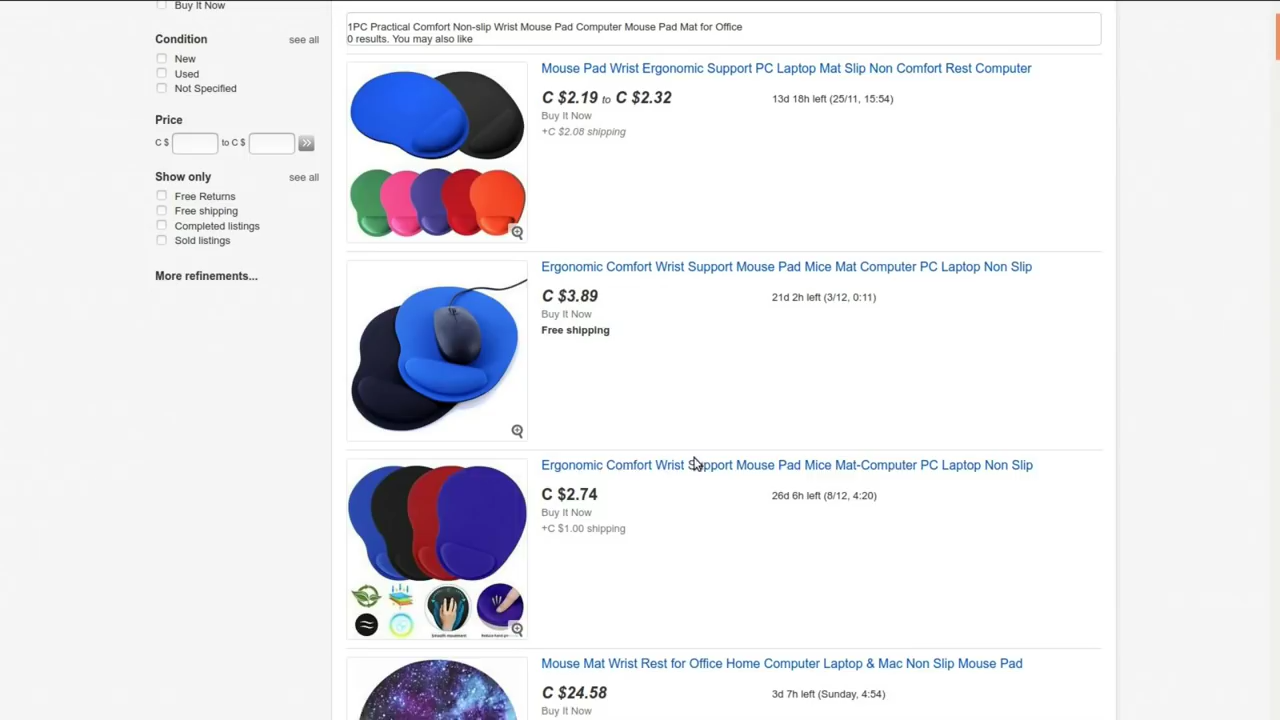 Buy It Now
Condition
see all
New
Used
Not Specified
Price
C $
to C $
Show only
see all
Free Returns
Free shipping
Completed listings
Sold listings
More refinements...
1PC Practical Comfort Non-slip Wrist Mouse Pad Computer Mouse Pad Mat for Office
0 results. You may also like
Mouse Pad Wrist Ergonomic Support PC Laptop Mat Slip Non Comfort Rest Computer
C $2.19 to C $2.32
13d 18h left (25/11, 15:54)
Buy It Now
+C $2.08 shipping
Ergonomic Comfort Wrist Support Mouse Pad Mice Mat Computer PC Laptop Non Slip
C $3.89
21d 2h left (3/12, 0:11)
Buy It Now
Free shipping
Ergonomic Comfort Wrist Support Mouse Pad Mice Mat-Computer PC Laptop Non Slip
C $2.74
26d 6h left (8/12, 4:20)
Buy It Now
+C $1.00 shipping
Mouse Mat Wrist Rest for Office Home Computer Laptop & Mac Non Slip Mouse Pad
C $24.58
3d 7h left (Sunday, 4:54)
Buy It Now